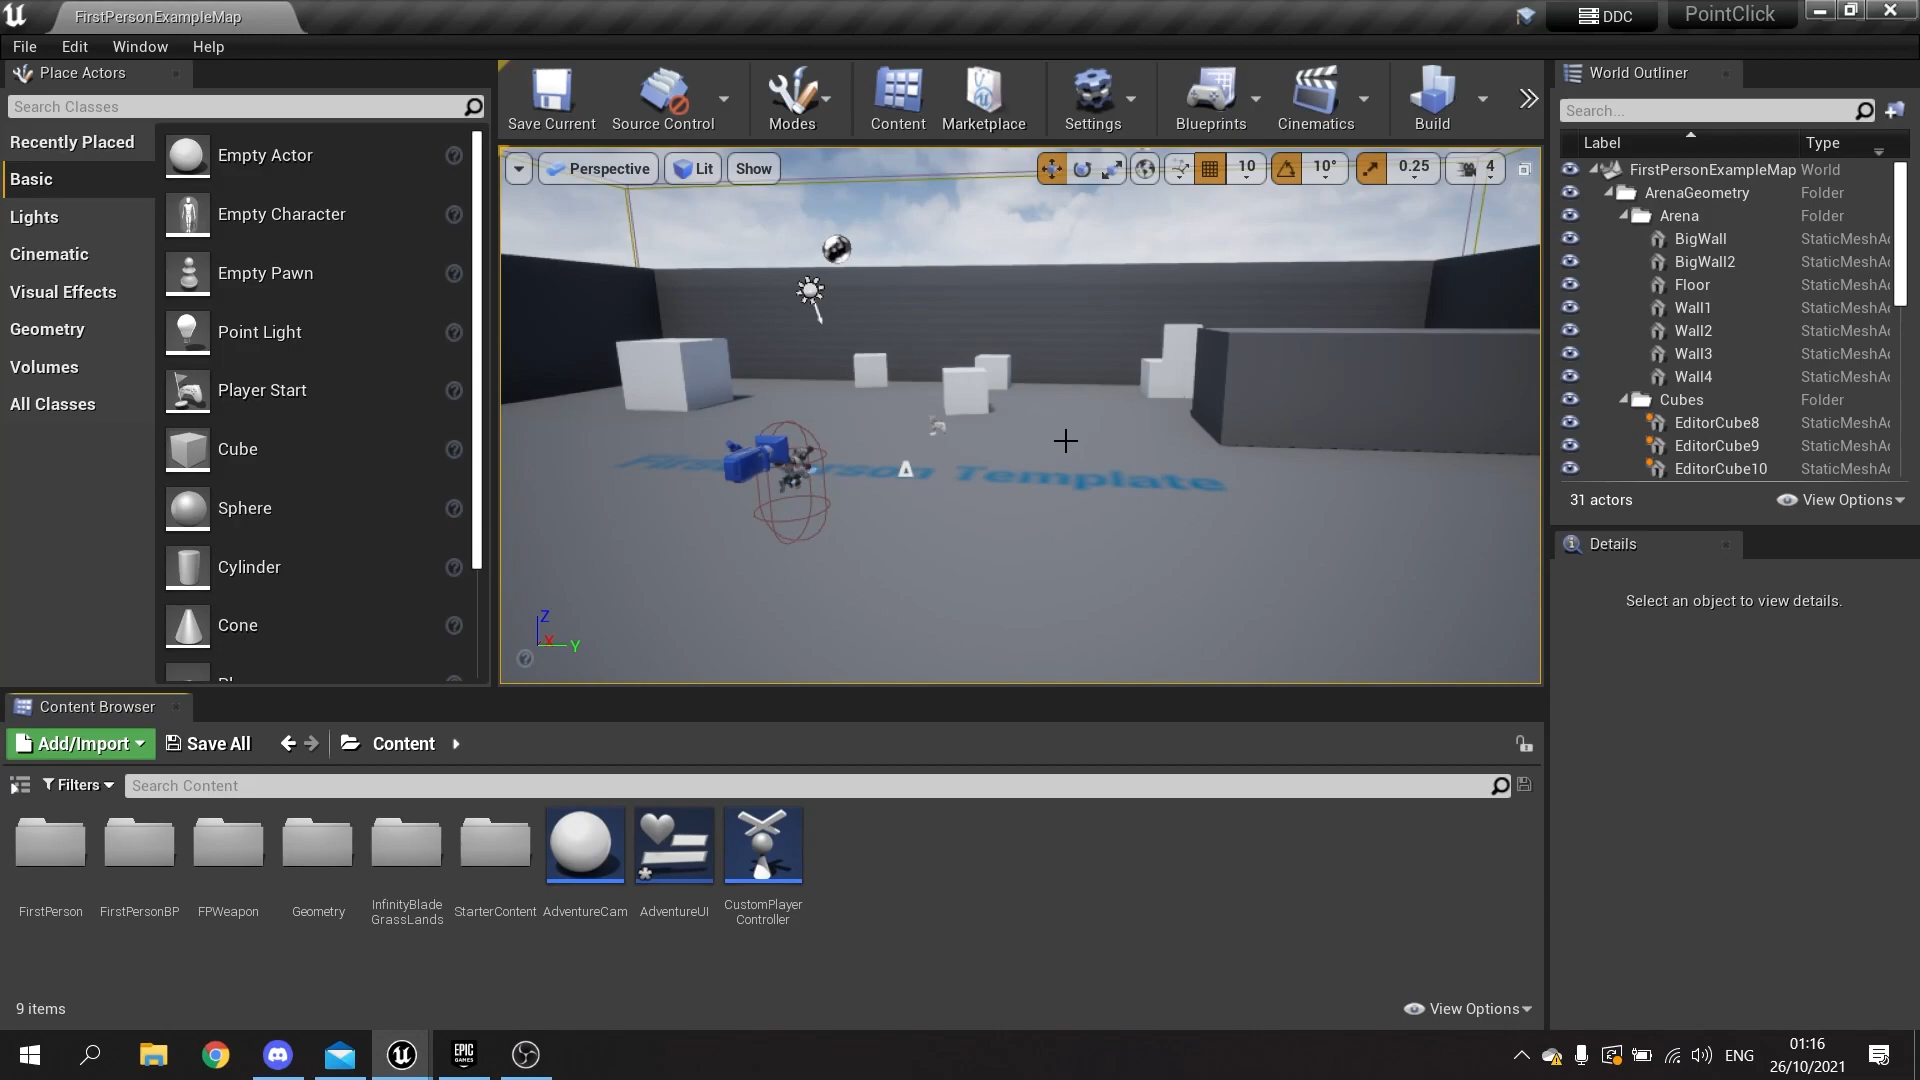 FirstPersonExampleMap
DDC
PointClick
File
Edit
Window
Help
Place Actors
Search Classes
Recently Placed
Basic
Lights
Cinematic
Visual Effects
Geometry
Volumes
All Classes
Empty Actor
Empty Character
Empty Pawn
Point Light
Player Start
Cube
Sphere
Cylinder
Cone
Save Current
Source Control
Modes
Content
Marketplace
Settings
Blueprints
Cinematics
Build
Perspective
Lit
Show
10
10°
0.25
4
First Person Template
Z
X
Y
World Outliner
Search...
Label
Type
FirstPersonExampleMap World
ArenaGeometry Folder
Arena Folder
BigWall StaticMeshAc
BigWall2 StaticMeshAc
Floor StaticMeshAc
Wall1 StaticMeshAc
Wall2 StaticMeshAc
Wall3 StaticMeshAc
Wall4 StaticMeshAc
Cubes Folder
EditorCube8 StaticMeshAc
EditorCube9 StaticMeshAc
EditorCube10 StaticMeshAc
31 actors
View Options
Details
Select an object to view details.
Content Browser
Add/Import
Save All
Content
Filters
Search Content
FirstPerson
FirstPersonBP
FPWeapon
Geometry
InfinityBlade
GrassLands
StarterContent
AdventureCam
AdventureUI
CustomPlayer
Controller
9 items
View Options
EPIC
GAMES
ENG
01:16
26/10/2021